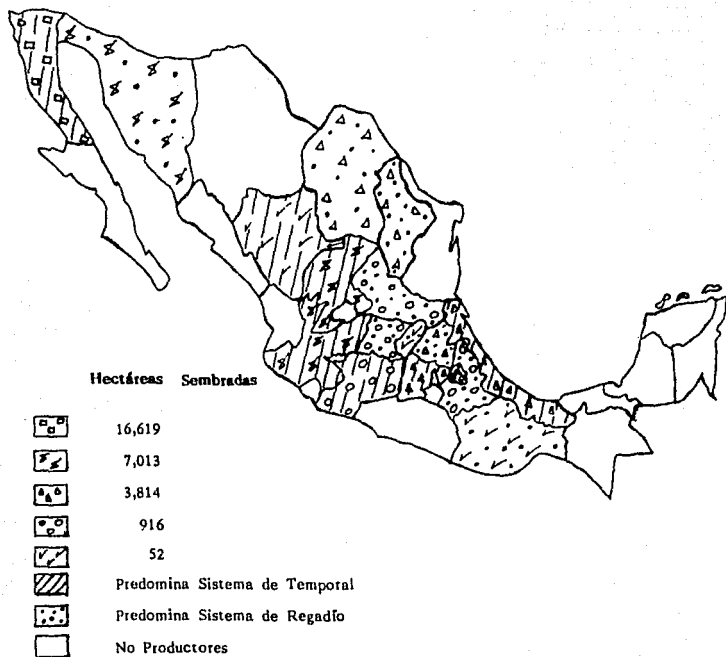 Hectáreas Sembradas
16,619
7,013
3,814
916
52
Predomina Sistema de Temporal
Predomina Sistema de Regadío
No Productores